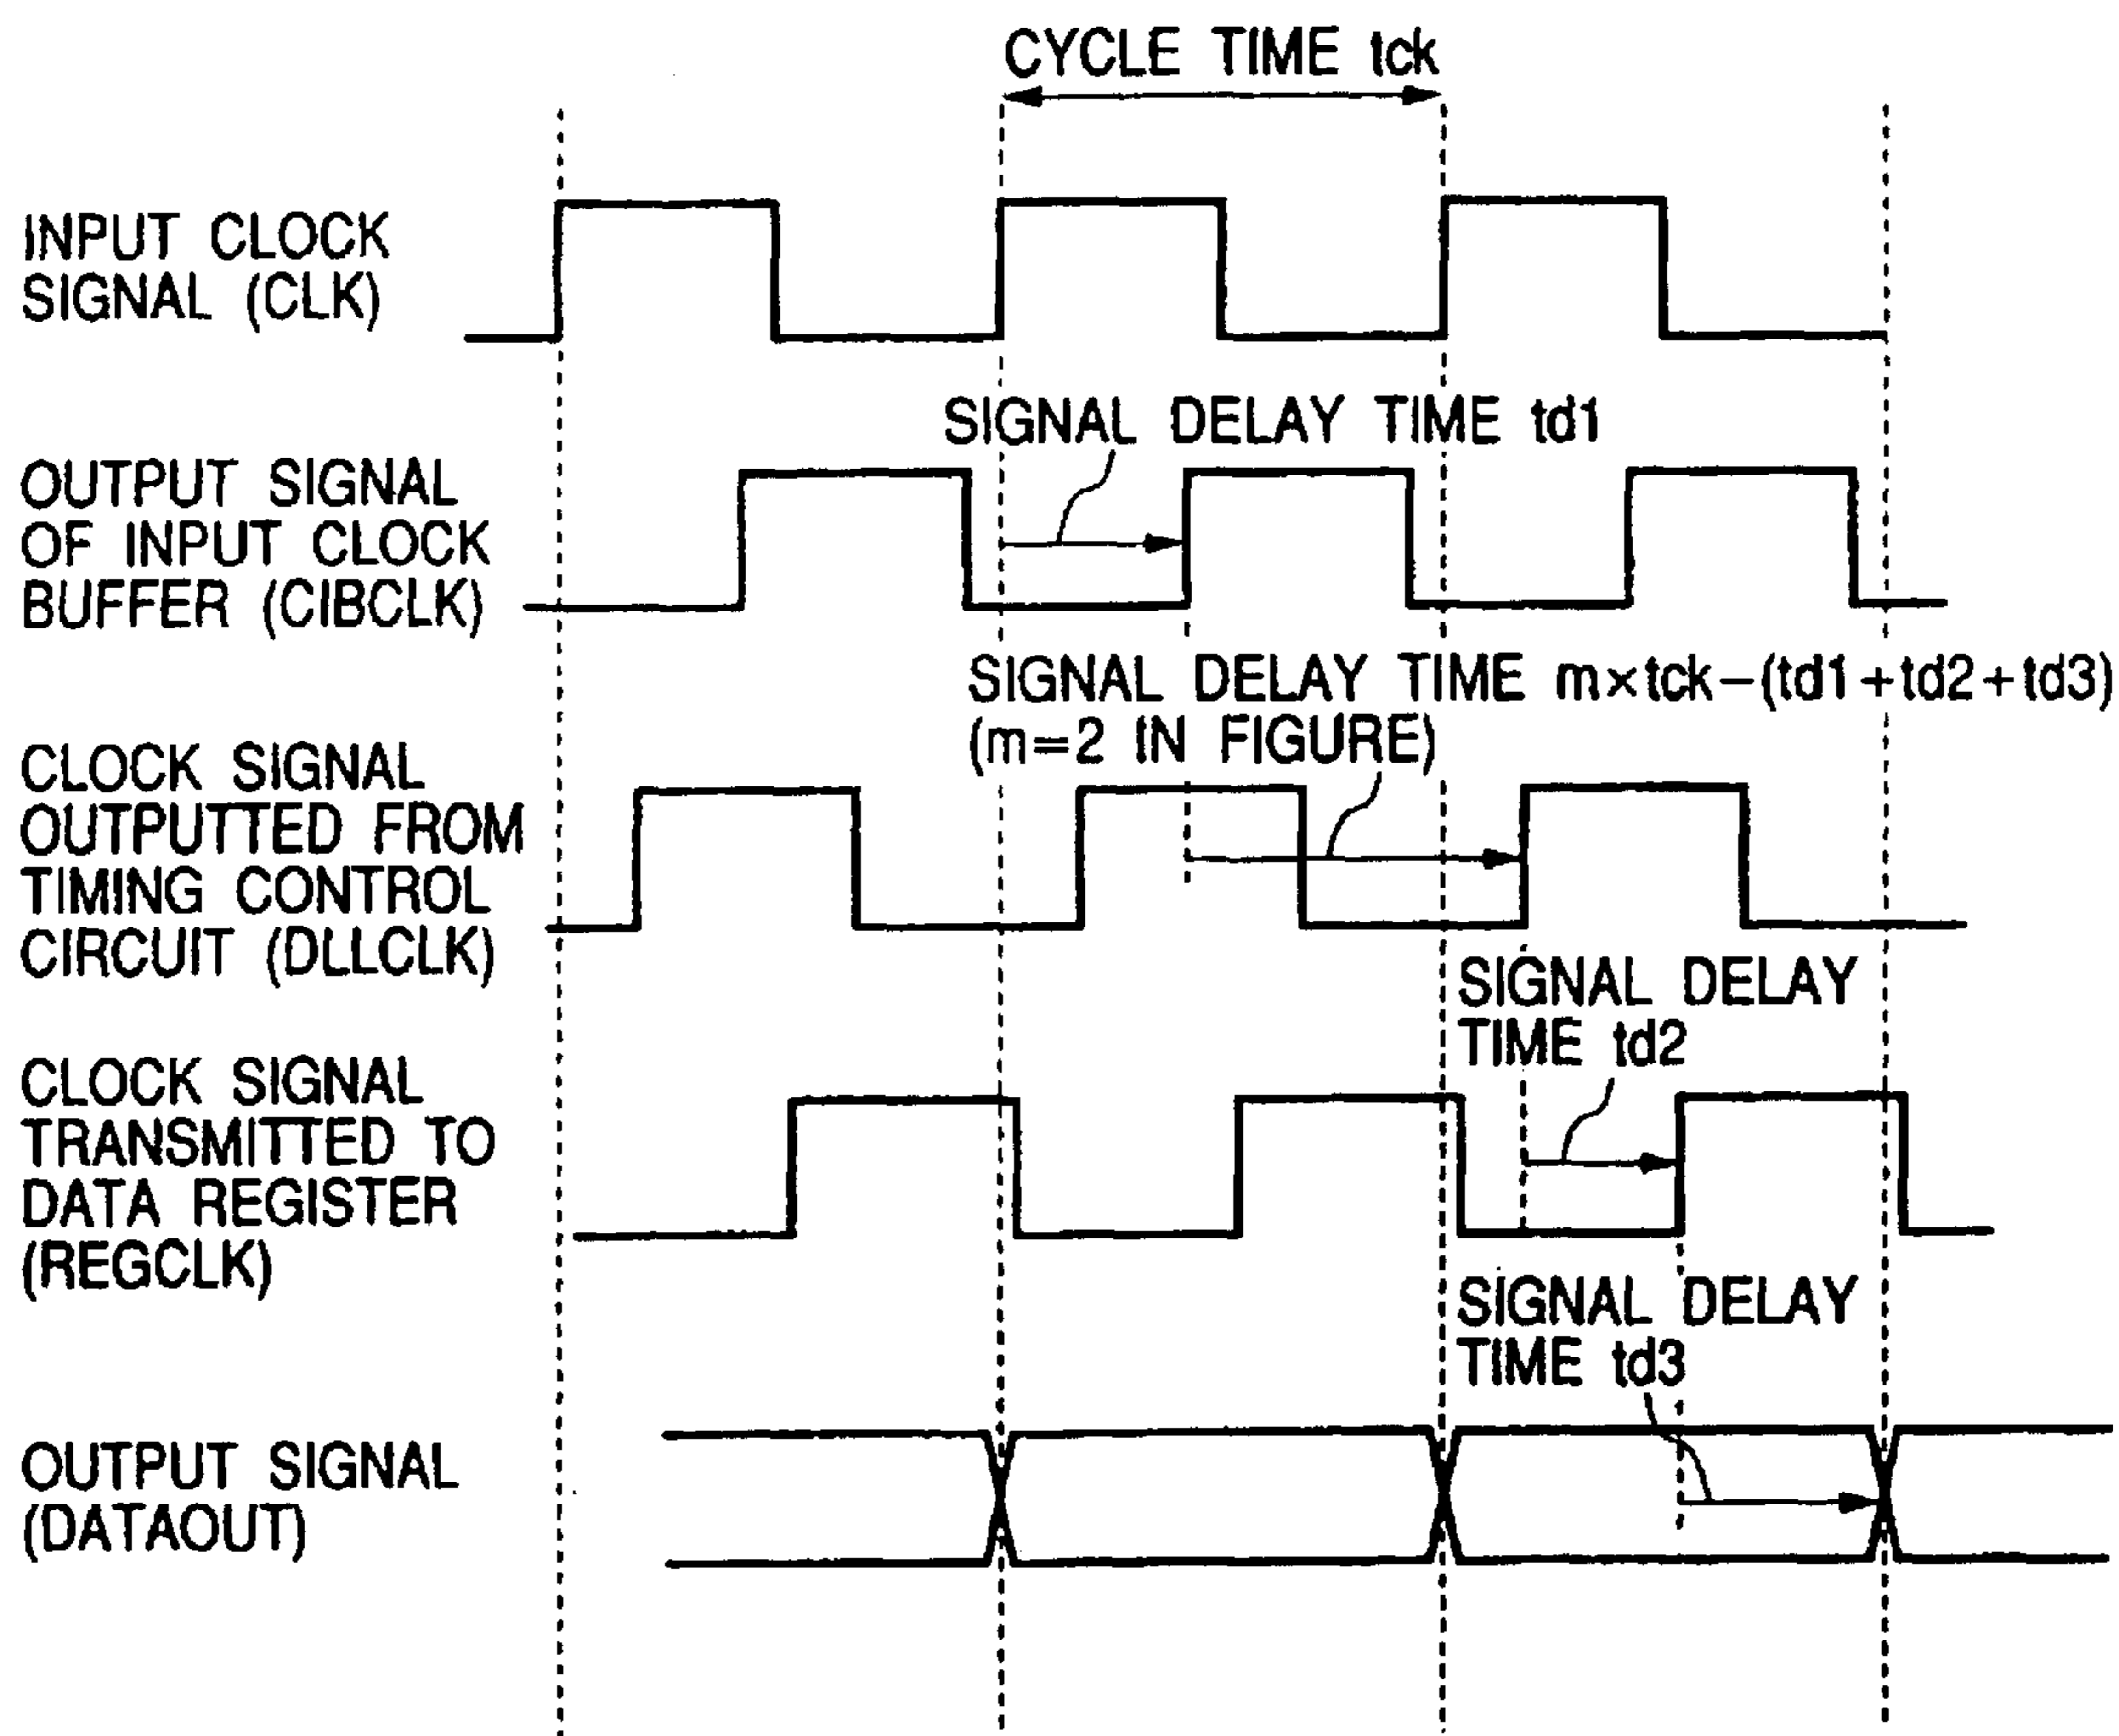 CYCLE TIME tck
INPUT CLOCK
SIGNAL (CLK)
SIGNAL DELAY TIME td1
OUTPUT SIGNAL
OF INPUT CLOCK
BUFFER (CIBCLK)
SIGNAL DELAY TIME m×tck−(td1+td2+td3)
(m=2 IN FIGURE)
CLOCK SIGNAL
OUTPUTTED FROM
TIMING CONTROL
CIRCUIT (DLLCLK)
SIGNAL DELAY
TIME td2
CLOCK SIGNAL
TRANSMITTED TO
DATA REGISTER
(REGCLK)
SIGNAL DELAY
TIME td3
OUTPUT SIGNAL
(DATAOUT)